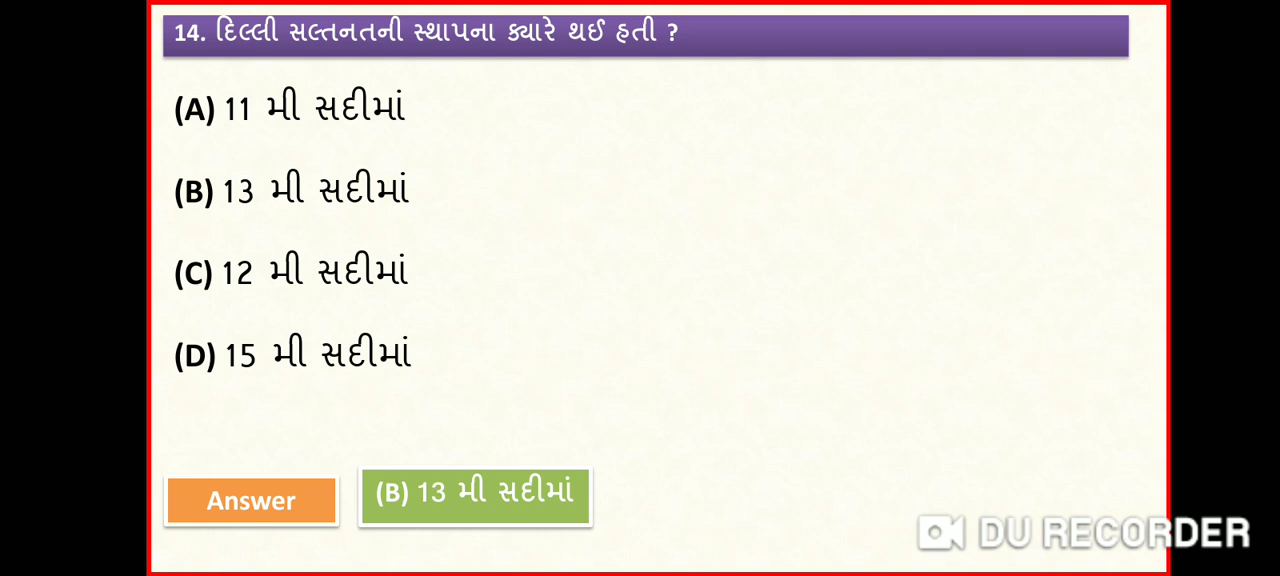 14. દિલ્લી સલ્તનતની સ્થાપના ક્યારે થઈ હતી ?
(A) 11 મી સદીમાં
(B) 13 મી સદીમાં
(C) 12 મી સદીમાં
(D) 15 મી સદીમાં
Answer (B) 13 મી સદીમાં
DU RECORDER